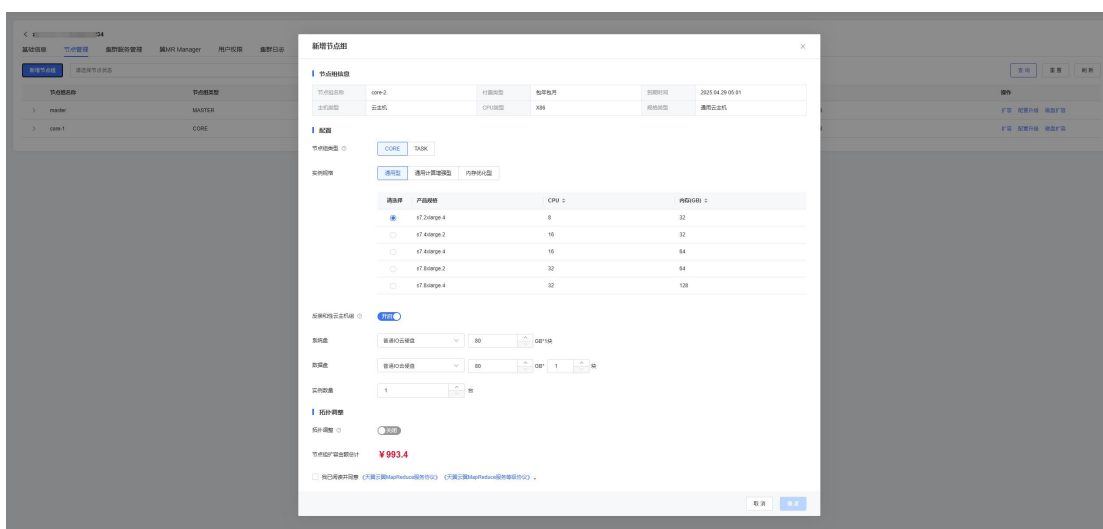 基础信息 节点管理 集群服务管理 翼MR Manager 用户权限 集群日志
新增节点组 请选择节点状态 查询 重置 刷新
节点组名称 节点组类型 操作
master MASTER 扩容 配置升级 磁盘扩容
core-1 CORE 扩容 配置升级 磁盘扩容
新增节点组
节点组信息
节点组名称 core-2 付费类型 包年包月 到期时间 2025.04.29 05:01
主机类型 云主机 CPU类型 X86 规格类型 通用云主机
配置
节点组类型 CORE TASK
实例规格 通用型 通用计算增强型 内存优化型
请选择 产品规格 CPU 内存(GB)
s7.2xlarge.4 8 32
s7.4xlarge.2 16 32
s7.4xlarge.4 16 64
s7.8xlarge.2 32 64
s7.8xlarge.4 32 128
反亲和性云主机组 开启
系统盘 普通IO云硬盘 80 GB*1块
数据盘 普通IO云硬盘 80 GB* 1 块
实例数量 1 台
拓扑调整
拓扑调整 关闭
节点组扩容金额总计 ¥993.4
我已阅读并同意 《天翼云翼MapReduce服务协议》 《天翼云翼MapReduce服务等级协议》 。
取消